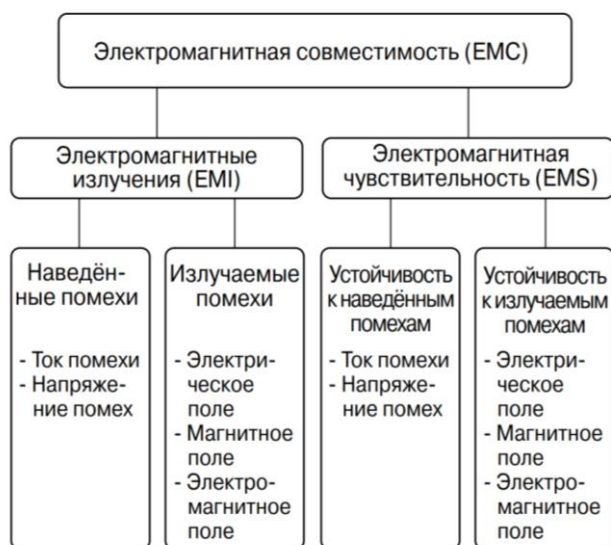 Электромагнитная совместимость (EMC)
Электромагнитные
излучения (EMI)
Электромагнитная
чувствительность (EMS)
Наведён-
ные помехи
- Ток помехи
- Напряже-
ние помех
Излучаемые
помехи
- Электри-
ческое
поле
- Магнитное
поле
- Электро-
магнитное
поле
Устойчивость
к наведённым
помехам
- Ток помехи
- Напряже-
ние помех
Устойчивость
к излучаемым
помехам
- Электри-
ческое
поле
- Магнитное
поле
- Электро-
магнитное
поле